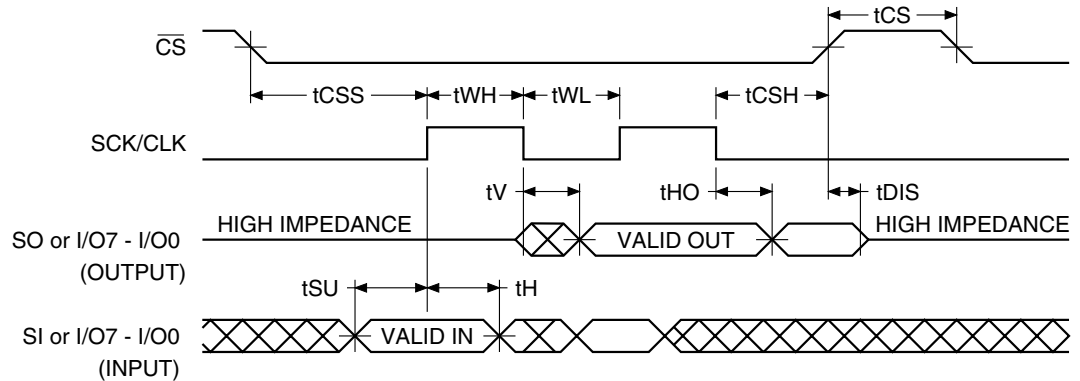 tCS
C̅S̅
tCSS tWH tWL tCSH
SCK/CLK
tV tHO tDIS
HIGH IMPEDANCE HIGH IMPEDANCE
SO or I/O7 - I/O0 VALID OUT
(OUTPUT)
tSU tH
SI or I/O7 - I/O0 VALID IN
(INPUT)